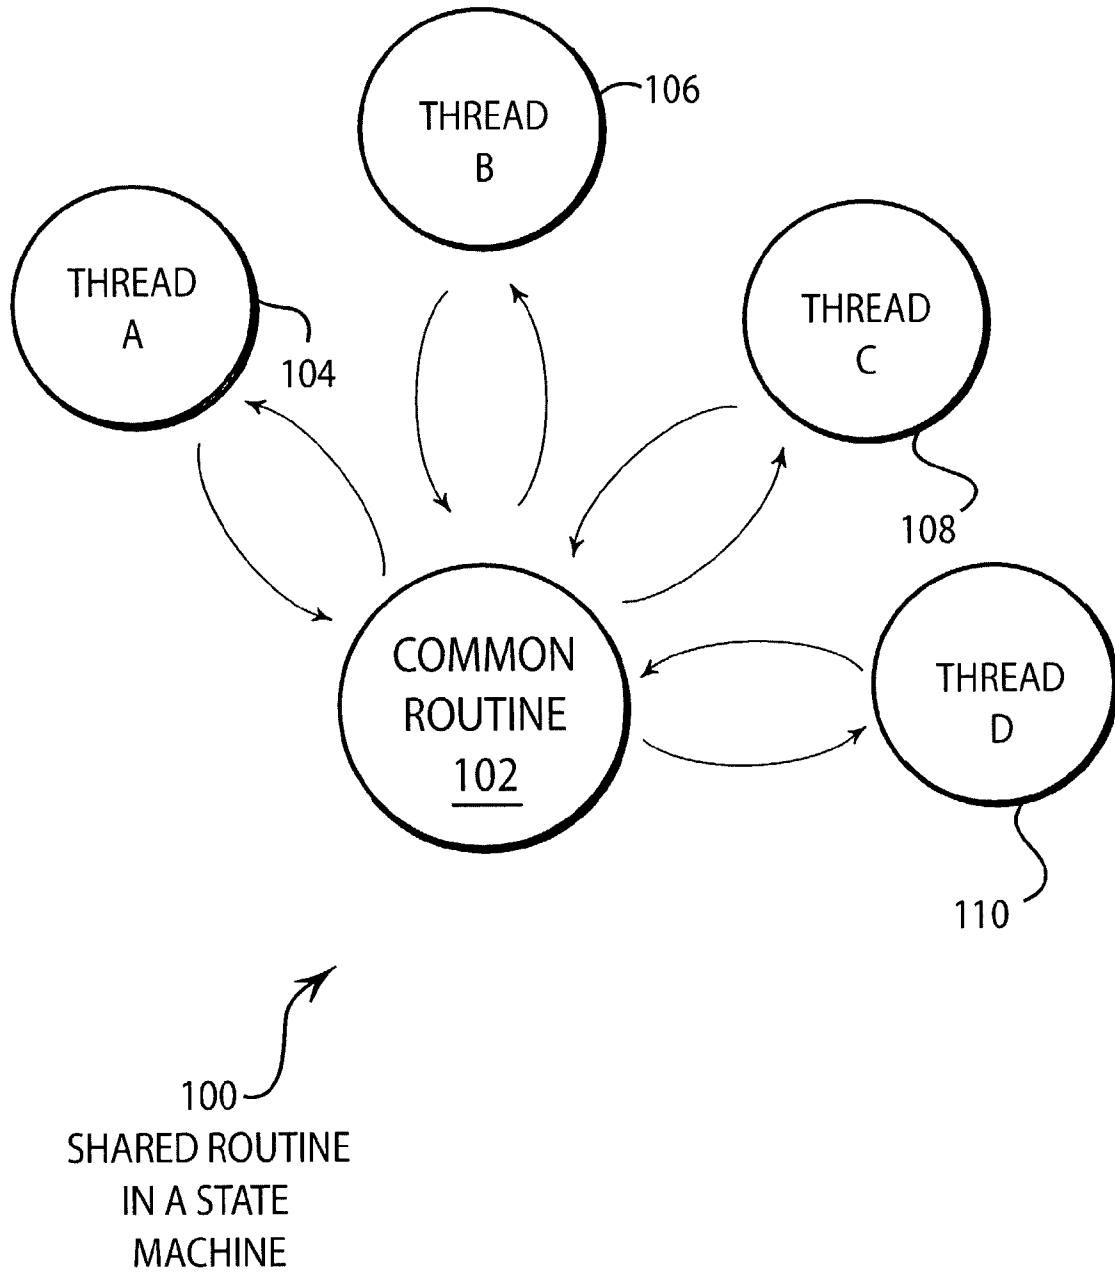 THREAD
B
106
THREAD
A
104
THREAD
C
108
COMMON
ROUTINE
102
THREAD
D
110
100
SHARED ROUTINE
IN A STATE
MACHINE